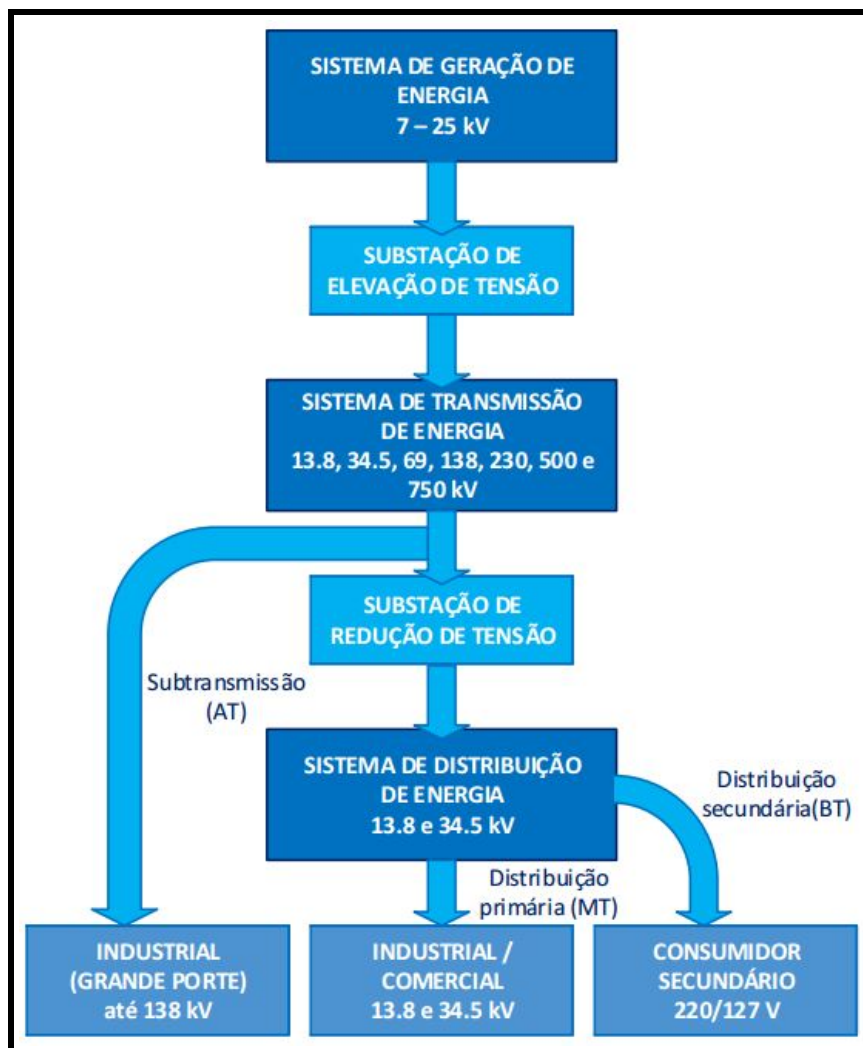 SISTEMA DE GERAÇÃO DE
ENERGIA
7 – 25 kV
SUBSTAÇÃO DE
ELEVAÇÃO DE TENSÃO
SISTEMA DE TRANSMISSÃO
DE ENERGIA
13.8, 34.5, 69, 138, 230, 500 e
750 kV
SUBSTAÇÃO DE
REDUÇÃO DE TENSÃO
Subtransmissão
(AT)
SISTEMA DE DISTRIBUIÇÃO
DE ENERGIA
13.8 e 34.5 kV
Distribuição
secundária(BT)
Distribuição
primária (MT)
INDUSTRIAL
(GRANDE PORTE)
até 138 kV
INDUSTRIAL /
COMERCIAL
13.8 e 34.5 kV
CONSUMIDOR
SECUNDÁRIO
220/127 V